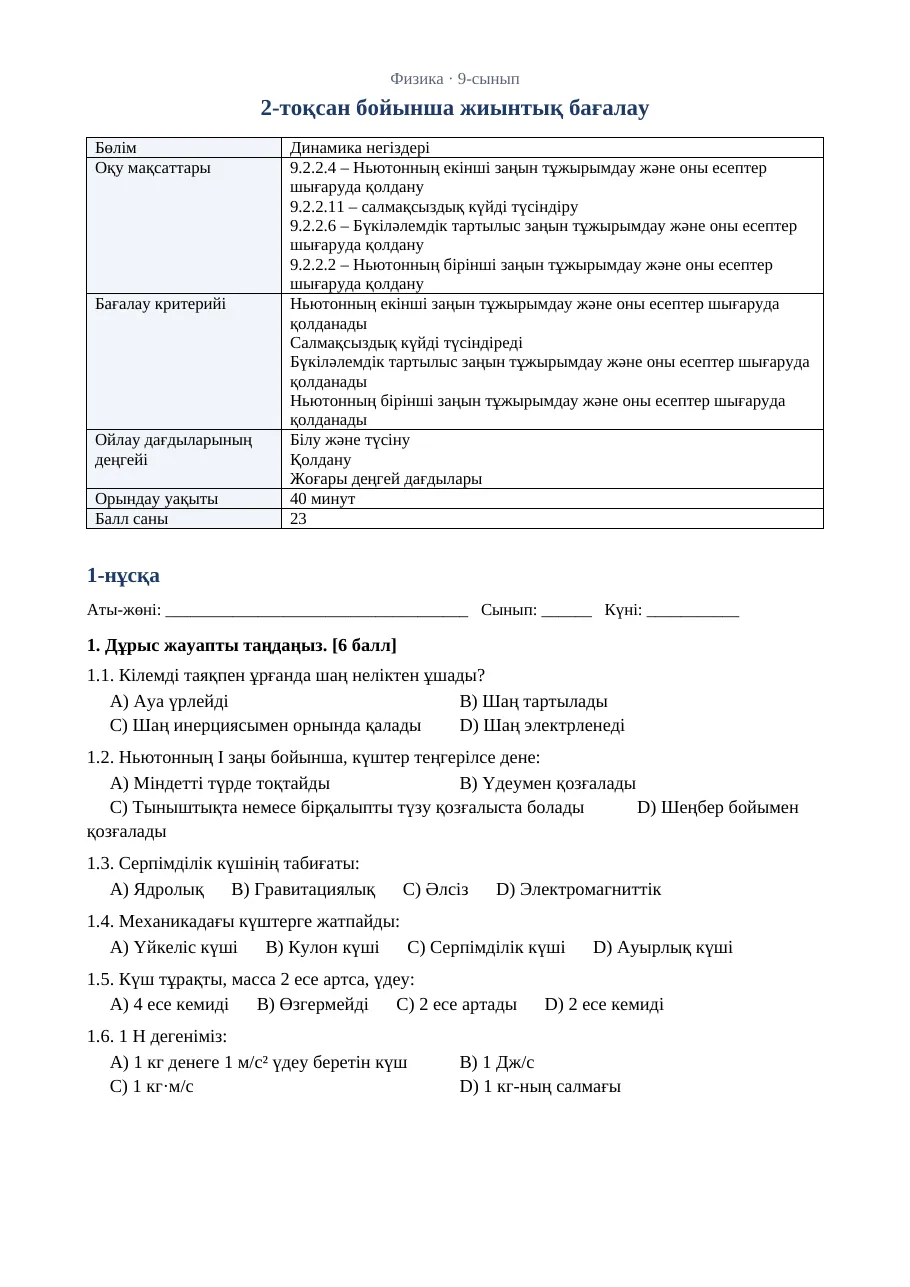 Физика · 9-сынып
2-тоқсан бойынша жиынтық бағалау
Бөлім
Динамика негіздері
Оқу мақсаттары
9.2.2.4 – Ньютонның екінші заңын тұжырымдау және оны есептер
шығаруда қолдану
9.2.2.11 – салмақсыздық күйді түсіндіру
9.2.2.6 – Бүкіләлемдік тартылыс заңын тұжырымдау және оны есептер
шығаруда қолдану
9.2.2.2 – Ньютонның бірінші заңын тұжырымдау және оны есептер
шығаруда қолдану
Бағалау критерийі
Ньютонның екінші заңын тұжырымдау және оны есептер шығаруда
қолданады
Салмақсыздық күйді түсіндіреді
Бүкіләлемдік тартылыс заңын тұжырымдау және оны есептер шығаруда
қолданады
Ньютонның бірінші заңын тұжырымдау және оны есептер шығаруда
қолданады
Ойлау дағдыларының
деңгейі
Білу және түсіну
Қолдану
Жоғары деңгей дағдылары
Орындау уақыты
40 минут
Балл саны
23
1-нұсқа
Аты-жөні: ____________________________________ Сынып: ______ Күні: ___________
1. Дұрыс жауапты таңдаңыз. [6 балл]
1.1. Кілемді таяқпен ұрғанда шаң неліктен ұшады?
A) Ауа үрлейді B) Шаң тартылады
C) Шаң инерциясымен орнында қалады D) Шаң электрленеді
1.2. Ньютонның I заңы бойынша, күштер теңгерілсе дене:
A) Міндетті түрде тоқтайды B) Үдеумен қозғалады
C) Тыныштықта немесе бірқалыпты түзу қозғалыста болады D) Шеңбер бойымен
қозғалады
1.3. Серпімділік күшінің табиғаты:
A) Ядролық B) Гравитациялық C) Әлсіз D) Электромагниттік
1.4. Механикадағы күштерге жатпайды:
A) Үйкеліс күші B) Кулон күші C) Серпімділік күші D) Ауырлық күші
1.5. Күш тұрақты, масса 2 есе артса, үдеу:
A) 4 есе кемиді B) Өзгермейді C) 2 есе артады D) 2 есе кемиді
1.6. 1 Н дегеніміз:
A) 1 кг денеге 1 м/с² үдеу беретін күш B) 1 Дж/с
C) 1 кг·м/с D) 1 кг-ның салмағы